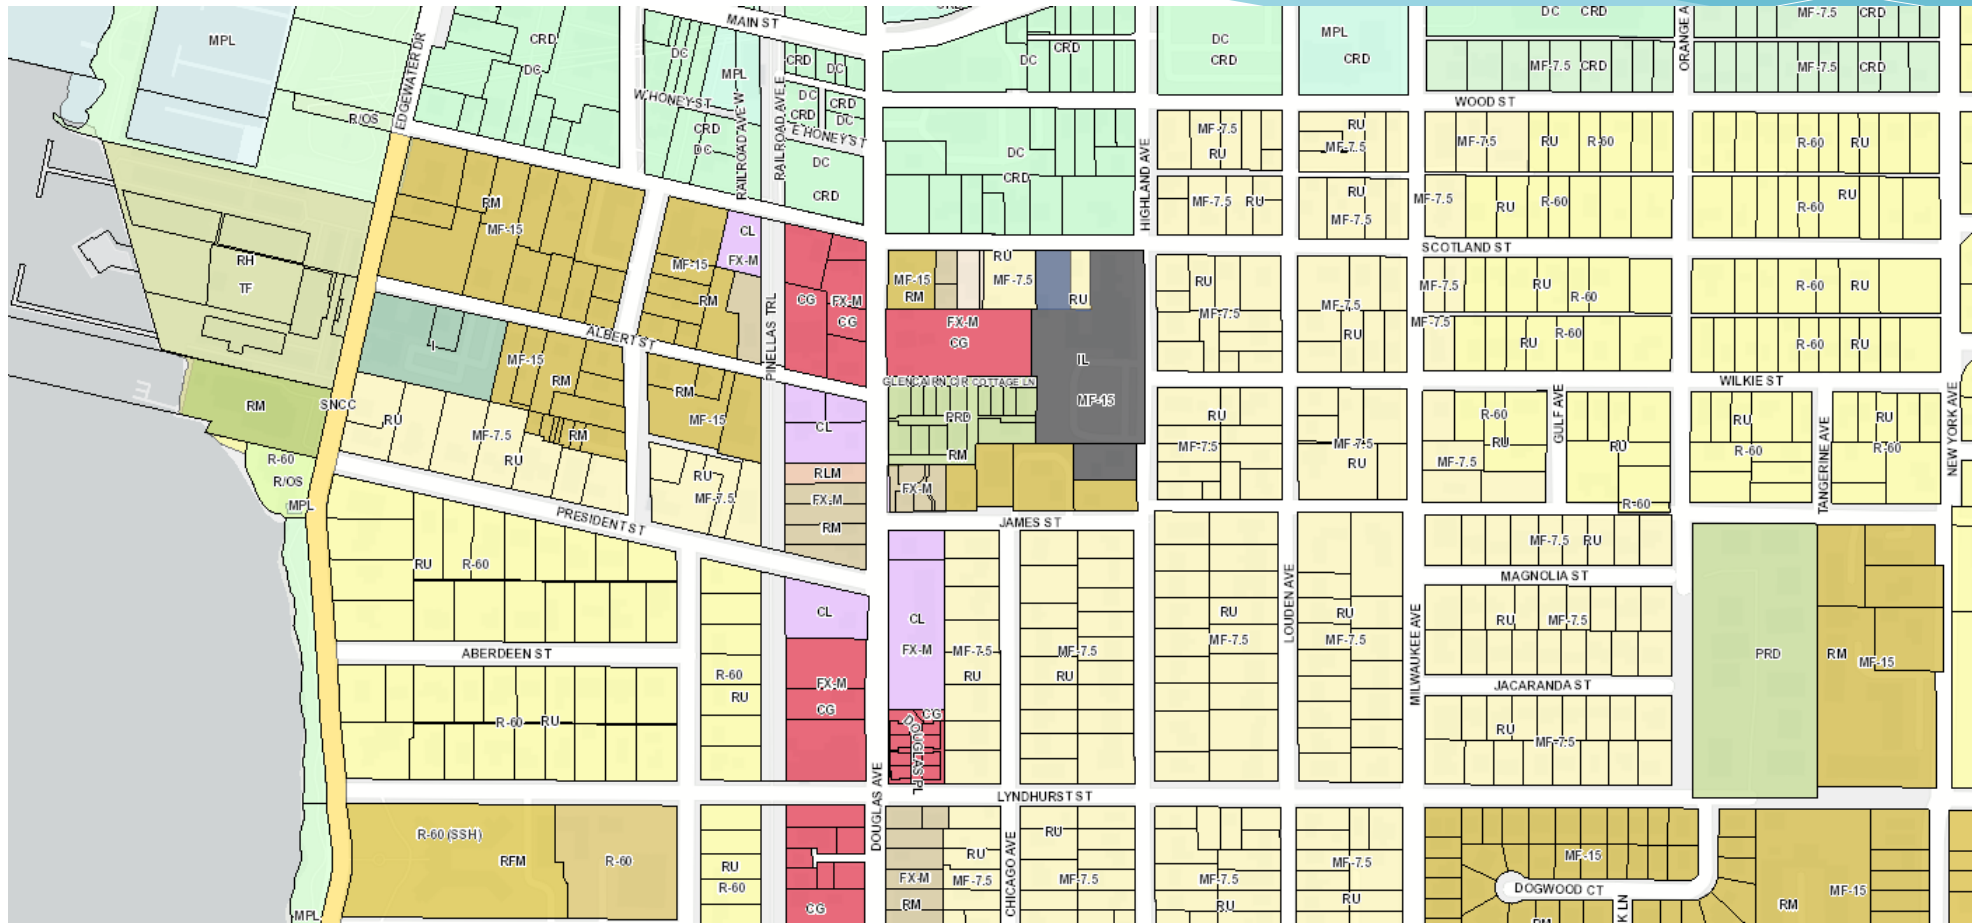 MPL
CRD
DC
MAIN ST
DC
MPL
CRD
DC
DC
CRD
DC
CRD
MPL
CRD
DC
CRD
MF-7.5
CRD
MF-7.5
CRD
MF-7.5
CRD
ORANGE A
EDGEWATER DR
R/OS
W HONEY ST
CRD
DC
RAILROAD AVE W
RAILROAD AVE E
DC
CRD
CRD
DC
E HONEY ST
DC
CRD
DC
CRD
HIGHLAND AVE
WOOD ST
MF-7.5
RU
RU
MF-7.5
MF-7.5
RU
R-60
R-60
RU
MF-7.5
RU
RU
MF-7.5
MF-7.5
RU
R-60
R-60
RU
SCOTLAND ST
RM
MF-15
RH
TF
MF-15
RM
CL
FX-M
CG
FX-M
CG
PINELLAS TRL
MF-15
RM
RU
MF-7.5
RU
FX-M
CG
IL
MF-15
RU
MF-7.5
MF-7.5
RU
MF-7.5
RU
R-60
R-60
RU
MF-7.5
RU
R-60
R-60
RU
ALBERT ST
I
MF-15
RM
RM
MF-15
GLENCAIRN CIR
COTTAGE LN
PRD
RM
FX-M
WILKIE ST
RM
SNCC
RU
MF-7.5
RU
RM
CL
RU
MF-7.5
MF-7.5
RU
R-60
RU
MF-7.5
GULF AVE
RU
R-60
RU
R-60
TANGERINE AVE
RU
R-60
NEW YORK AVE
R-60
R/OS
MPL
RU
MF-7.5
RLM
FX-M
RM
PRESIDENT ST
JAMES ST
RU
R-60
MF-7.5
RU
MAGNOLIA ST
CL
CL
FX-M
MF-7.5
RU
MF-7.5
RU
RU
MF-7.5
LOUDEN AVE
RU
MF-7.5
MILWAUKEE AVE
RU
MF-7.5
ABERDEEN ST
R-60
RU
FX-M
CG
PRD
RM
MF-15
JACARANDA ST
R-60
RU
CG
DOUGLAS PL
RU
MF-7.5
DOUGLAS AVE
LYNDHURST ST
R-60 (SSH)
RFM
R-60
RU
R-60
CG
FX-M
RM
RU
MF-7.5
CHICAGO AVE
RU
MF-7.5
MF-7.5
RU
MF-7.5
RU
MF-15
DOGWOOD CT
RM
K LN
RM
MF-15
MPL